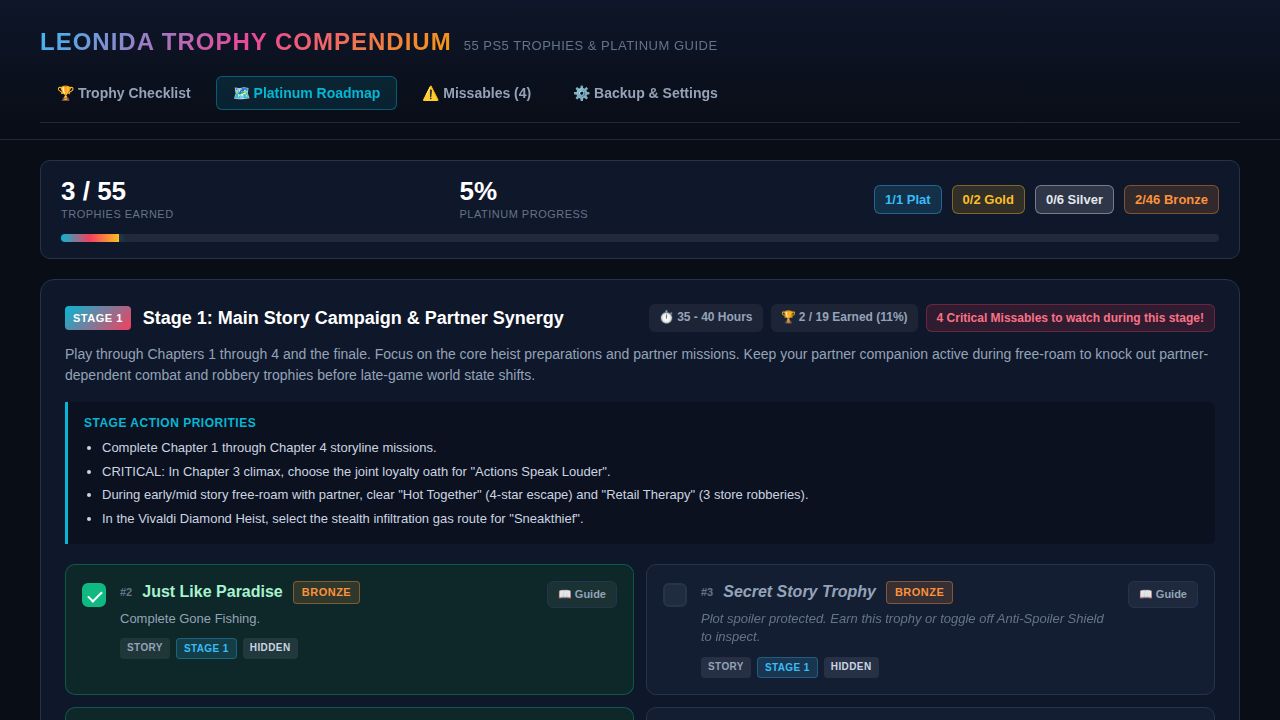 LEONIDA TROPHY COMPENDIUM 55 PS5 TROPHIES & PLATINUM GUIDE
🏆 Trophy Checklist 🗺️ Platinum Roadmap ⚠️ Missables (4) ⚙️ Backup & Settings
3 / 55 5% 1/1 Plat 0/2 Gold 0/6 Silver 2/46 Bronze
TROPHIES EARNED PLATINUM PROGRESS
STAGE 1 Stage 1: Main Story Campaign & Partner Synergy ⏱️ 35 - 40 Hours 🏆 2 / 19 Earned (11%) 4 Critical Missables to watch during this stage!
Play through Chapters 1 through 4 and the finale. Focus on the core heist preparations and partner missions. Keep your partner companion active during free-roam to knock out partner-
dependent combat and robbery trophies before late-game world state shifts.
STAGE ACTION PRIORITIES
• Complete Chapter 1 through Chapter 4 storyline missions.
• CRITICAL: In Chapter 3 climax, choose the joint loyalty oath for "Actions Speak Louder".
• During early/mid story free-roam with partner, clear "Hot Together" (4-star escape) and "Retail Therapy" (3 store robberies).
• In the Vivaldi Diamond Heist, select the stealth infiltration gas route for "Sneakthief".
#2 Just Like Paradise BRONZE 📖 Guide
Complete Gone Fishing.
STORY STAGE 1 HIDDEN
#3 Secret Story Trophy BRONZE 📖 Guide
Plot spoiler protected. Earn this trophy or toggle off Anti-Spoiler Shield
to inspect.
STORY STAGE 1 HIDDEN